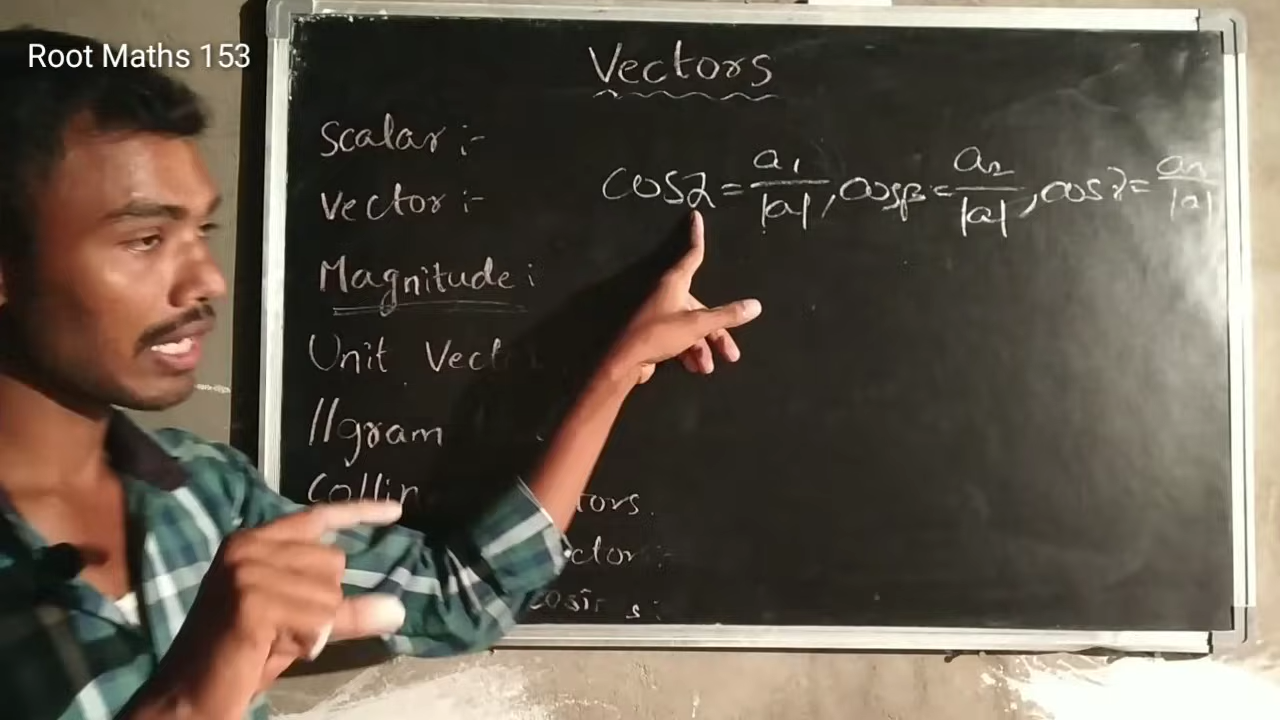 Root Maths 153
Vectors
Scalar :-
Vector :-
cosα = a₁/|a|, cosβ = a₂/|a|, cosγ = a₃/|a|
Magnitude :
Unit Vect
//gram
Collin tors.
ctor :-
cosin s: